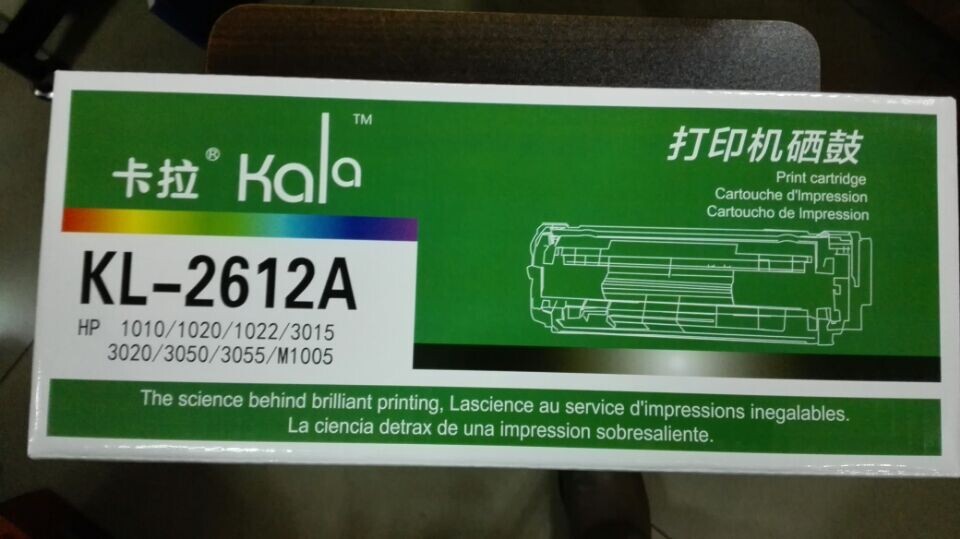 卡拉® Kala™
打印机硒鼓
Print cartridge
Cartouche d'Impression
Cartoucho de Impression
KL-2612A
HP 1010/1020/1022/3015
3020/3050/3055/M1005
The science behind brilliant printing, Lascience au service d'impressions inegalables.
La ciencia detrax de una impression sobresaliente.